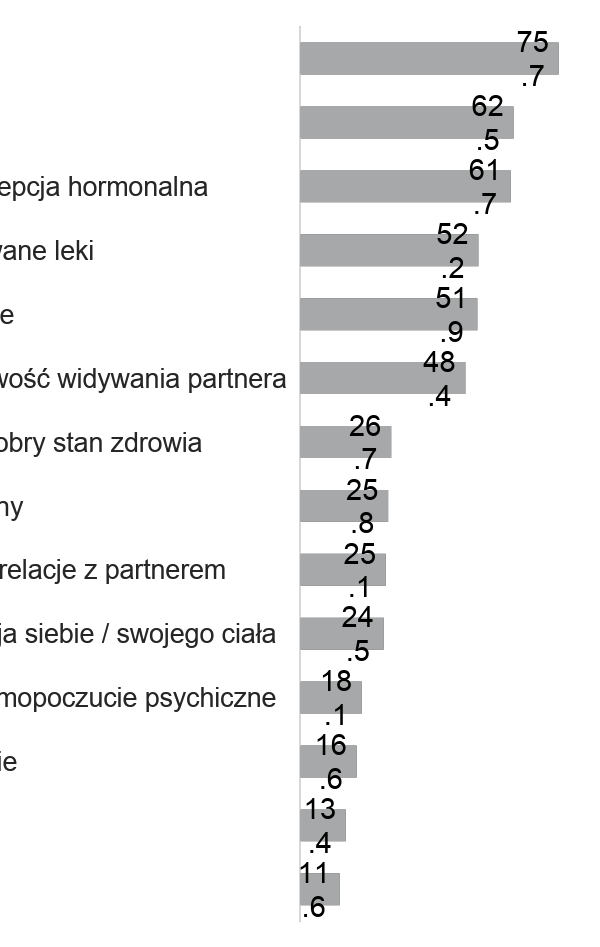 75
.7
62
.5
epcja hormonalna
61
.7
ane leki
52
.2
e
51
.9
wość widywania partnera
48
.4
obry stan zdrowia
26
.7
ny
25
.8
relacje z partnerem
25
.1
ja siebie / swojego ciała
24
.5
mopoczucie psychiczne
18
.1
ie
16
.6
13
.4
11
.6